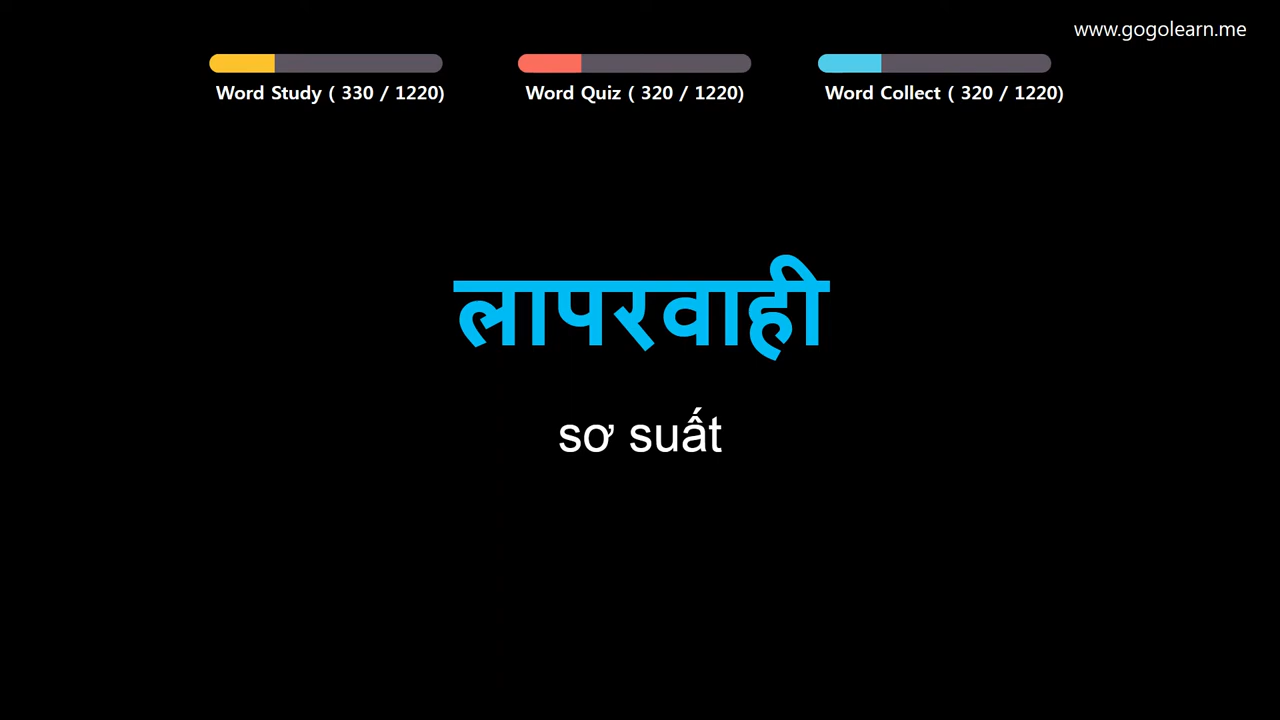 www.gogolearn.me
Word Study ( 330 / 1220)
Word Quiz ( 320 / 1220)
Word Collect ( 320 / 1220)
लापरवाही
sơ suất